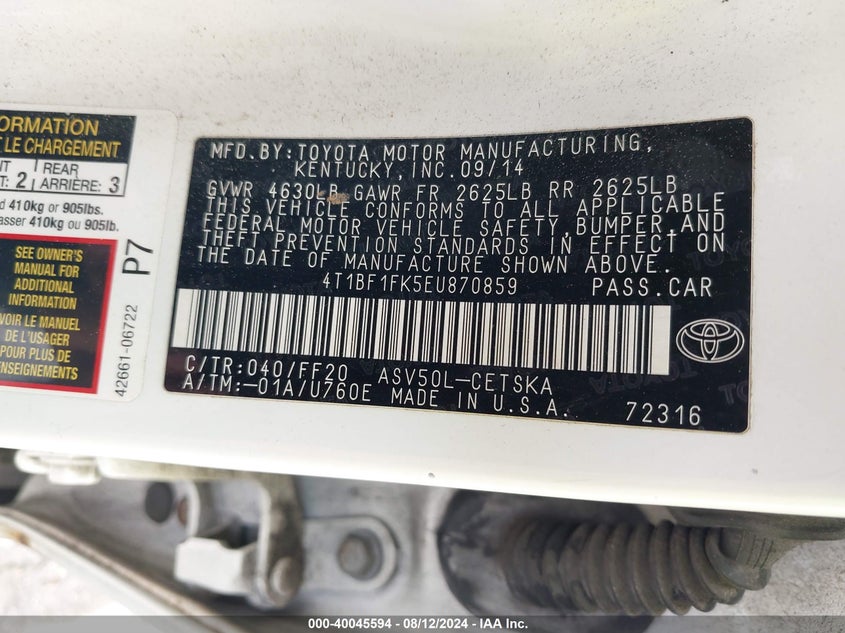 ORMATION
LE CHARGEMENT
REAR
2 ARRIÈRE: 3
410kg or 905lbs.
asser 410kg ou 905lb.
SEE OWNER'S
MANUAL FOR
ADDITIONAL
INFORMATION
VOIR LE MANUEL
DE L'USAGER
POUR PLUS DE
RENSEIGNEMENTS
P7
42661-06722
MFD.BY:TOYOTA MOTOR MANUFACTURING,
KENTUCKY,INC.09/14
GVWR 4630LB GAWR FR 2625LB RR 2625LB
THIS VEHICLE CONFORMS TO ALL APPLICABLE
FEDERAL MOTOR VEHICLE SAFETY,BUMPER,AND
THEFT PREVENTION STANDARDS IN EFFECT ON
THE DATE OF MANUFACTURE SHOWN ABOVE.
4T1BF1FK5EU870859 PASS.CAR
C/TR:040/FF20 ASV50L-CETSKA
A/TM:-01A/U760E MADE IN U.S.A.
72316
000-40045594 - 08/12/2024 - IAA Inc.